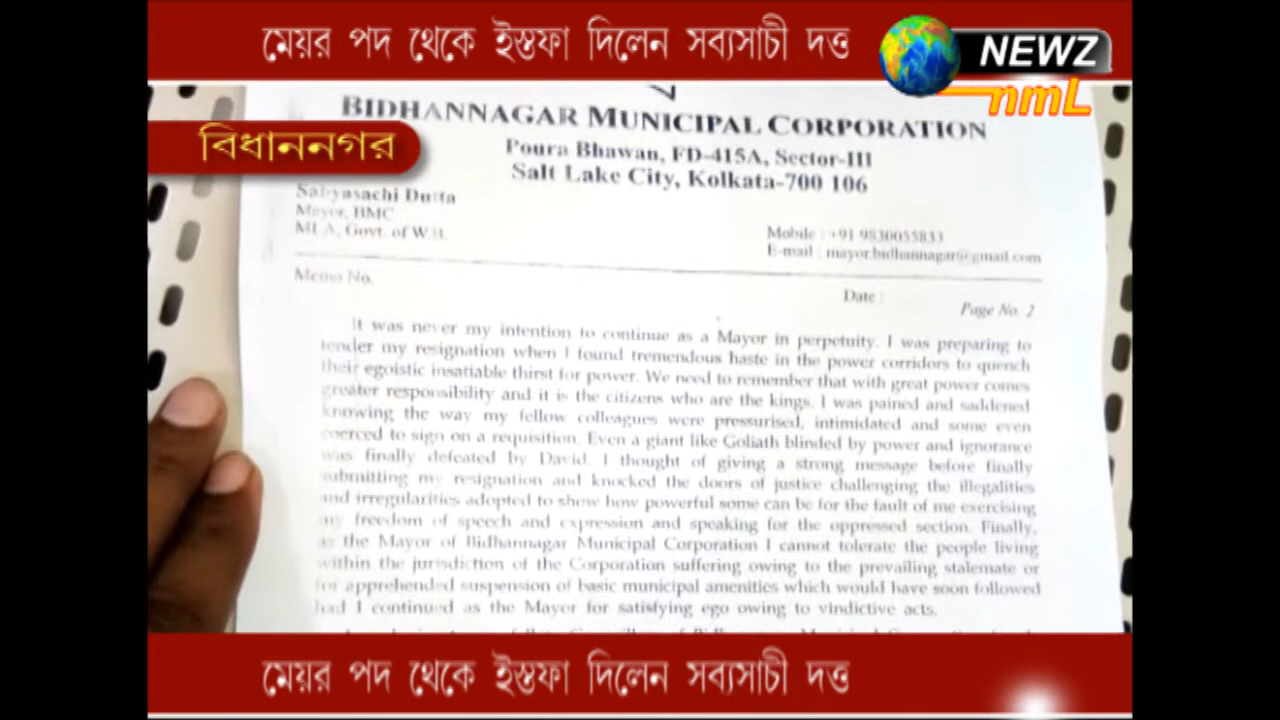 মেয়র পদ থেকে ইস্তফা দিলেন সব্যসাচী দত্ত
NEWZ
nmL
বিধাননগর
BIDHANNAGAR MUNICIPAL CORPORATION
Poura Bhawan, FD-415A, Sector-III
Salt Lake City, Kolkata-700 106
Sabyasachi Dutta
Mayor, BMC
MLA, Govt. of W.B.
Mobile : +91 9830055833
E-mail : mayor.bidhannagar@gmail.com
Memo No.
Date :
Page No. 2
It was never my intention to continue as a Mayor in perpetuity. I was preparing to
tender my resignation when I found tremendous haste in the power corridors to quench
their egoistic insatiable thirst for power. We need to remember that with great power comes
greater responsibility and it is the citizens who are the kings. I was pained and saddened
knowing the way my fellow colleagues were pressurised, intimidated and some even
coerced to sign on a requisition. Even a giant like Goliath blinded by power and ignorance
was finally defeated by David. I thought of giving a strong message before finally
submitting my resignation and knocked the doors of justice challenging the illegalities
and irregularities adopted to show how powerful some can be for the fault of me exercising
my freedom of speech and expression and speaking for the oppressed section. Finally,
as the Mayor of Bidhannagar Municipal Corporation I cannot tolerate the people living
within the jurisdiction of the Corporation suffering owing to the prevailing stalemate or
for apprehended suspension of basic municipal amenities which would have soon followed
had I continued as the Mayor for satisfying ego owing to vindictive acts.
মেয়র পদ থেকে ইস্তফা দিলেন সব্যসাচী দত্ত